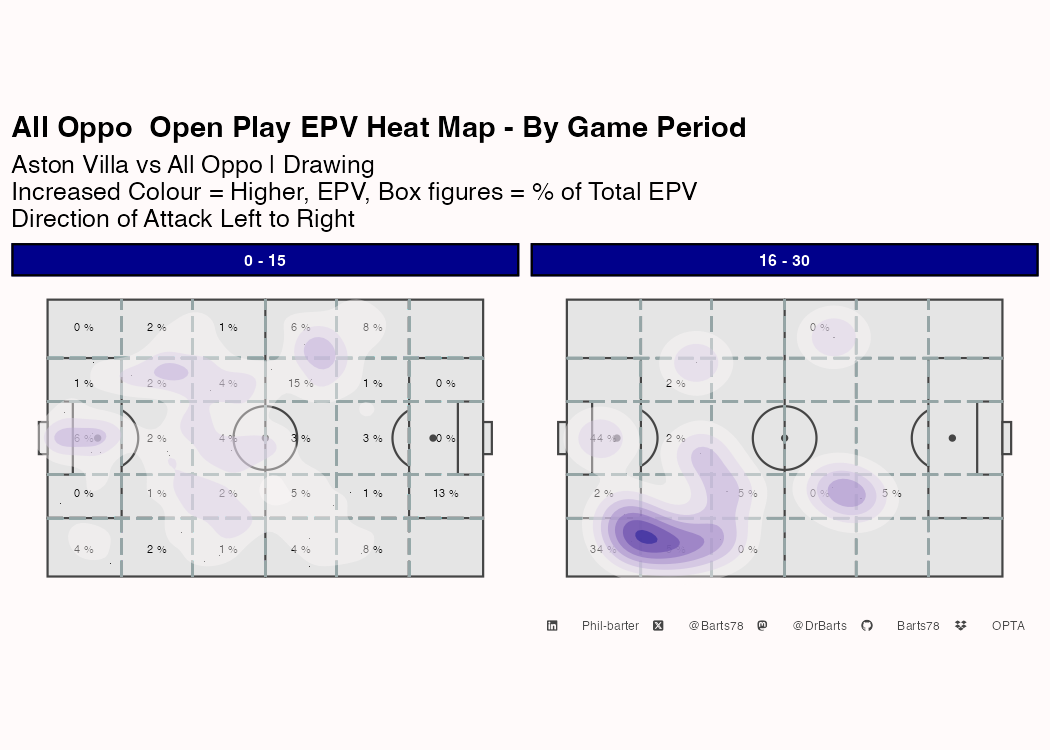 All Oppo  Open Play EPV Heat Map - By Game Period
Aston Villa vs All Oppo | Drawing
Increased Colour = Higher, EPV, Box figures = % of Total EPV
Direction of Attack Left to Right
0 - 15
0 % 2 % 1 % 6 % 8 %
1 % 2 % 4 % 15 % 1 % 0 %
6 % 2 % 4 % 3 % 3 % 0 %
0 % 1 % 2 % 5 % 1 % 13 %
4 % 2 % 1 % 4 % 8 %
16 - 30
0 %
2 %
44 % 2 %
2 % 5 % 0 % 5 %
34 % 0 %
Phil-barter @Barts78 @DrBarts Barts78 OPTA